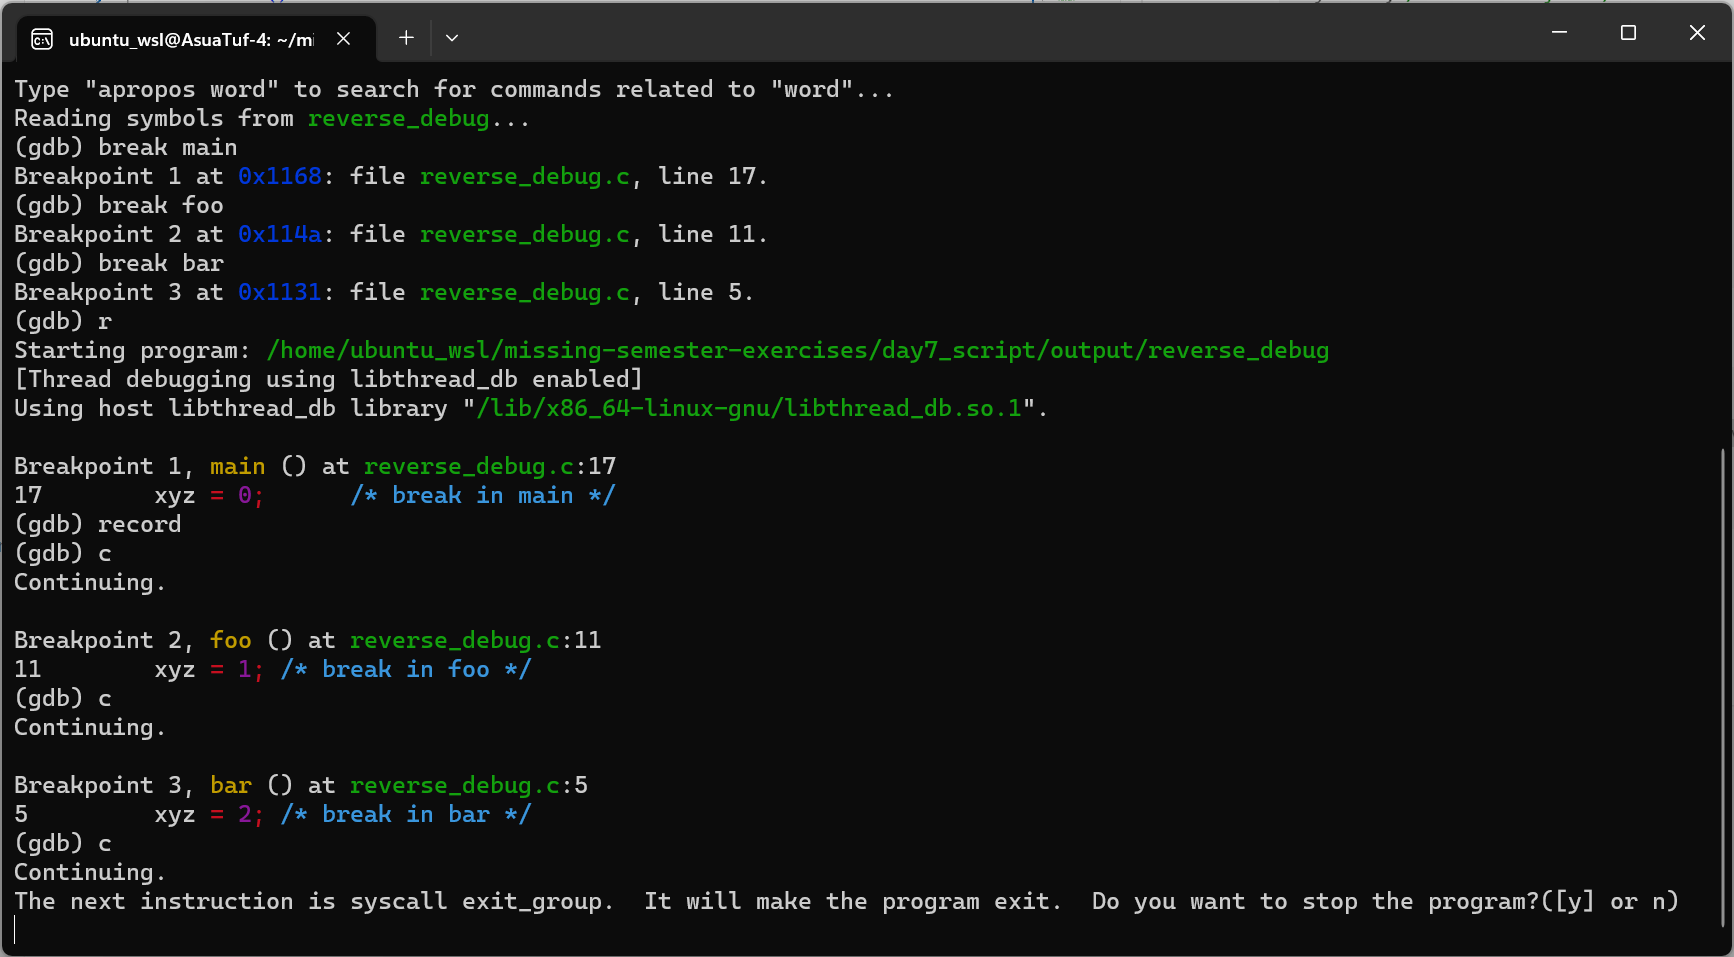 ubuntu_wsl@AsuaTuf-4: ~/mi
Type "apropos word" to search for commands related to "word"...
Reading symbols from reverse_debug...
(gdb) break main
Breakpoint 1 at 0x1168: file reverse_debug.c, line 17.
(gdb) break foo
Breakpoint 2 at 0x114a: file reverse_debug.c, line 11.
(gdb) break bar
Breakpoint 3 at 0x1131: file reverse_debug.c, line 5.
(gdb) r
Starting program: /home/ubuntu_wsl/missing-semester-exercises/day7_script/output/reverse_debug
[Thread debugging using libthread_db enabled]
Using host libthread_db library "/lib/x86_64-linux-gnu/libthread_db.so.1".
Breakpoint 1, main () at reverse_debug.c:17
17        xyz = 0;      /* break in main */
(gdb) record
(gdb) c
Continuing.
Breakpoint 2, foo () at reverse_debug.c:11
11        xyz = 1; /* break in foo */
(gdb) c
Continuing.
Breakpoint 3, bar () at reverse_debug.c:5
5         xyz = 2; /* break in bar */
(gdb) c
Continuing.
The next instruction is syscall exit_group.  It will make the program exit.  Do you want to stop the program?([y] or n)